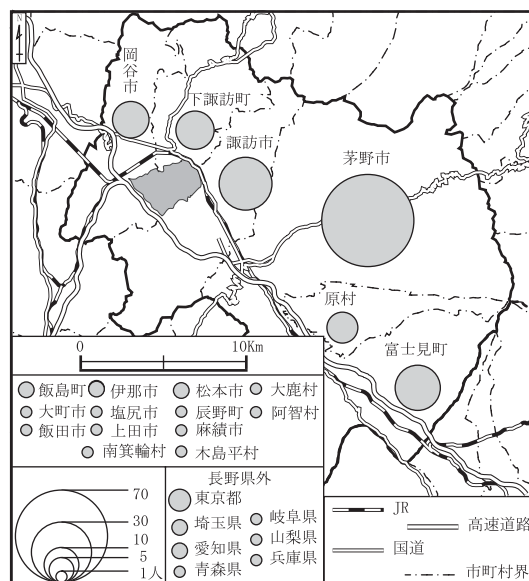 N
岡谷市
下諏訪町
諏訪市
茅野市
原村
富士見町
0 10Km
飯島町 伊那市 松本市 大鹿村
大町市 塩尻市 辰野町 阿智村
飯田市 上田市 麻績市
南箕輪村 木島平村
70
30
10
5
1人
長野県外
東京都
埼玉県 岐阜県
愛知県 山梨県
青森県 兵庫県
JR
高速道路
国道
市町村界